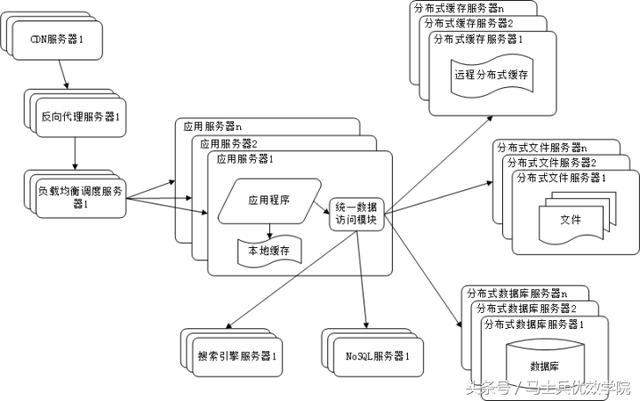 CDN服务器1
反向代理服务器1
负载均衡调度服务
器1
应用服务器n
应用服务器2
应用服务器1
应用程序
本地缓存
统一数据
访问模块
分布式缓存服务器n
分布式缓存服务器2
分布式缓存服务器1
远程分布式缓存
分布式文件服务器n
分布式文件服务器2
分布式文件服务器1
文件
分布式数据库服务器n
分布式数据库服务器2
分布式数据库服务器1
数据库
搜索引擎服务器1
NoSQL服务器1
头条号/马士兵优效学院